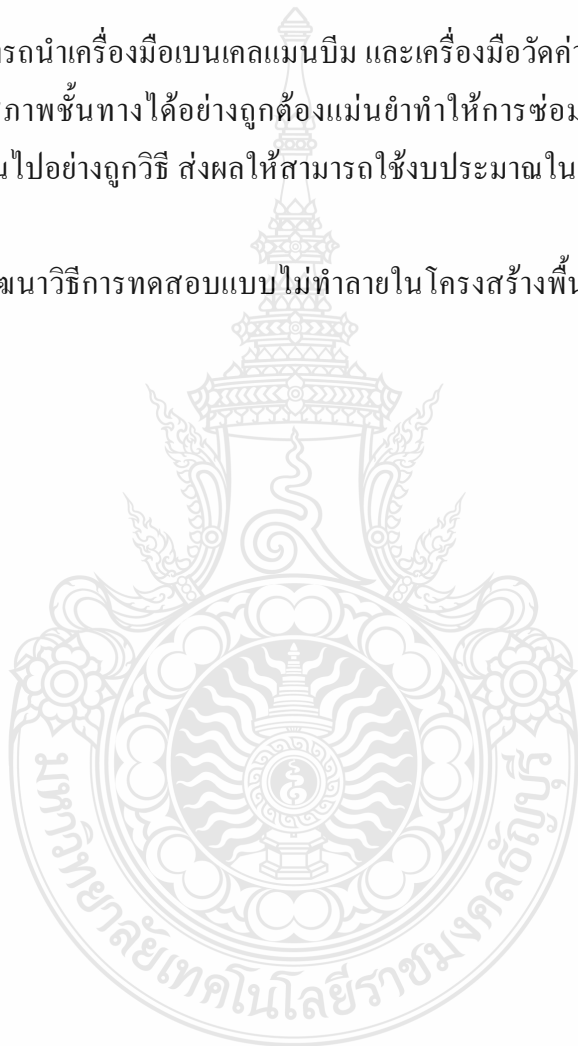 รถนำเครื่องมือเบนเคลแมนบีม และเครื่องมือวัดค่า
สภาพชั้นทางได้อย่างถูกต้องแม่นยำทำให้การซ่อม
นไปอย่างถูกวิธี ส่งผลให้สามารถใช้งบประมาณใน
ฒนาวิธีการทดสอบแบบไม่ทำลายในโครงสร้างพื้น
มหาวิทยาลัยเทคโนโลยีราชมงคลธัญบุรี